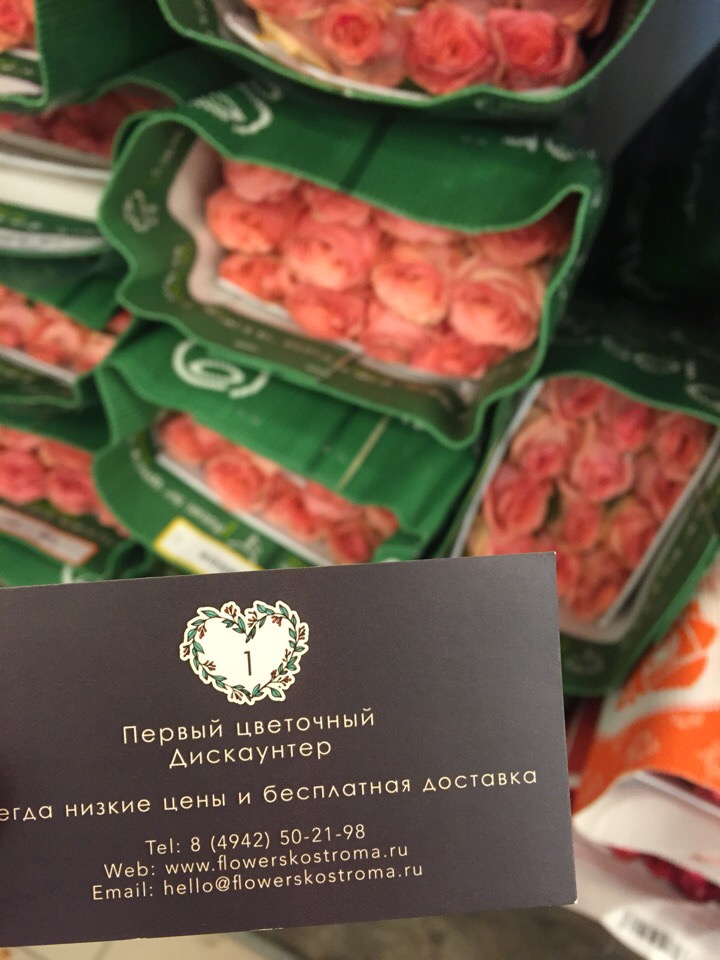 1
Первый цветочный
Дискаунтер
егда низкие цены и бесплатная доставка
Tel: 8 (4942) 50-21-98
Web: www.flowerskostroma.ru
Email: hello@flowerskostroma.ru